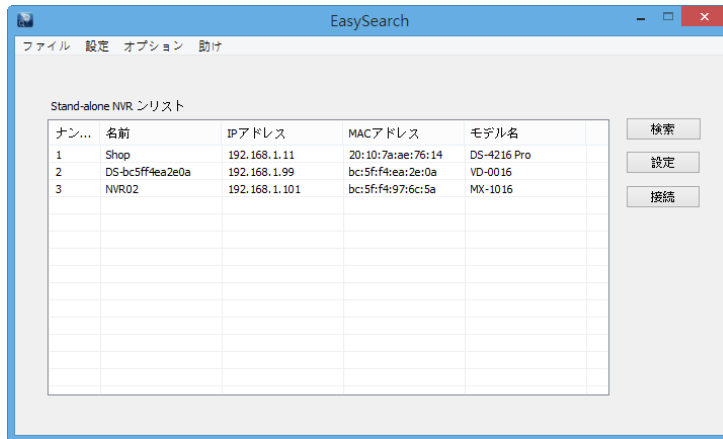 EasySearch
ファイル 設定 オプション 助け
Stand-alone NVR ンリスト
ナン... 名前 IPアドレス MACアドレス モデル名
1 Shop 192.168.1.11 20:10:7a:ae:76:14 DS-4216 Pro
2 DS-bc5ff4ea2e0a 192.168.1.99 bc:5f:f4:ea:2e:0a VD-0016
3 NVR02 192.168.1.101 bc:5f:f4:97:6c:5a MX-1016
検索
設定
接続